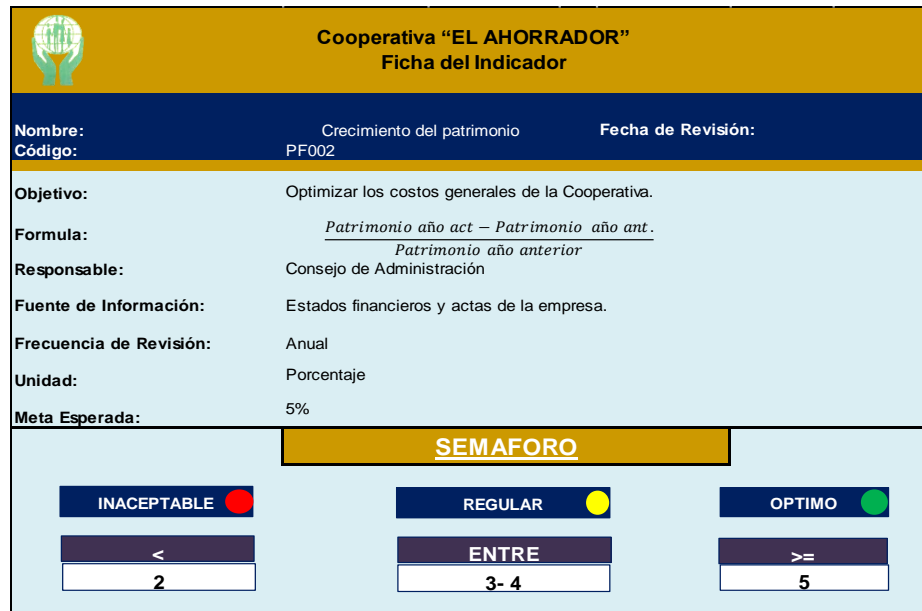 Cooperativa “EL AHORRADOR”
Ficha del Indicador
Nombre: Crecimiento del patrimonio Fecha de Revisión:
Código: PF002
Objetivo: Optimizar los costos generales de la Cooperativa.
Formula: Patrimonio año act − Patrimonio año ant.
Patrimonio año anterior
Responsable: Consejo de Administración
Fuente de Información: Estados financieros y actas de la empresa.
Frecuencia de Revisión: Anual
Unidad: Porcentaje
Meta Esperada: 5%
SEMAFORO
INACEPTABLE REGULAR OPTIMO
< ENTRE >=
2 3- 4 5